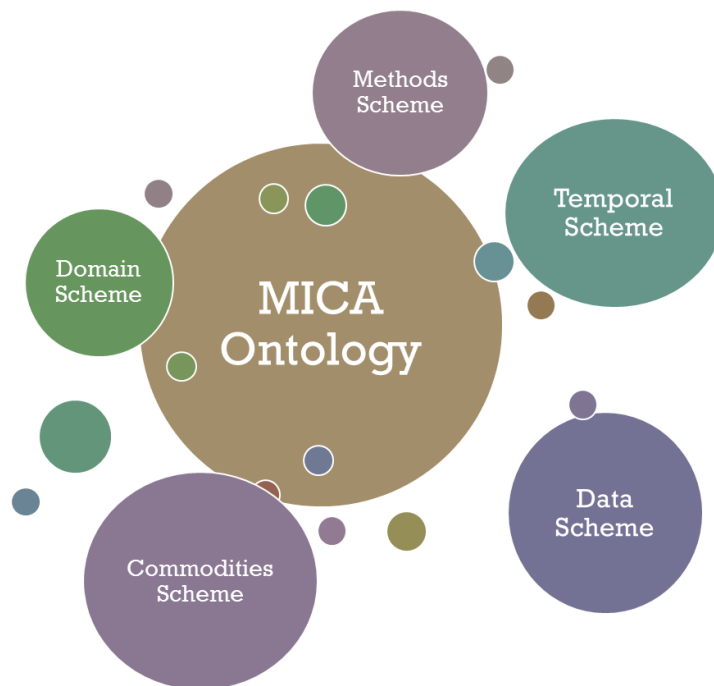 Methods
Scheme
Temporal
Scheme
Domain
Scheme
MICA
Ontology
Data
Scheme
Commodities
Scheme